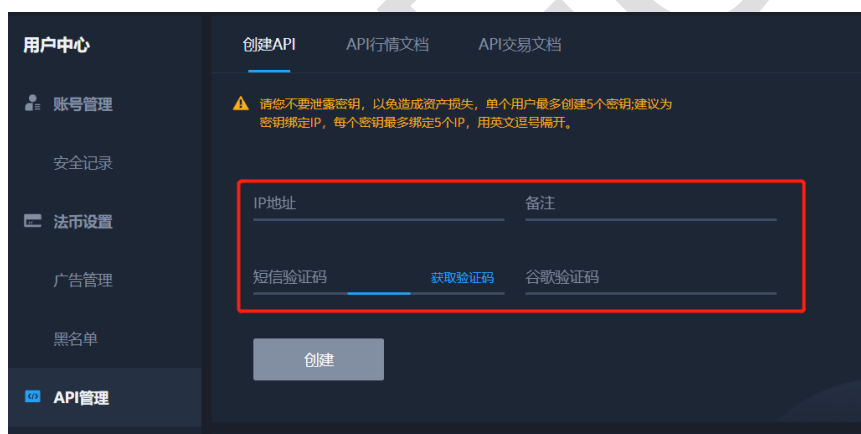 用户中心
创建API
API行情文档
API交易文档
账号管理
请您不要泄露密钥，以免造成资产损失，单个用户最多创建5个密钥;建议为
密钥绑定IP，每个密钥最多绑定5个IP，用英文逗号隔开。
安全记录
IP地址
备注
法币设置
短信验证码
获取验证码
谷歌验证码
广告管理
黑名单
创建
API管理